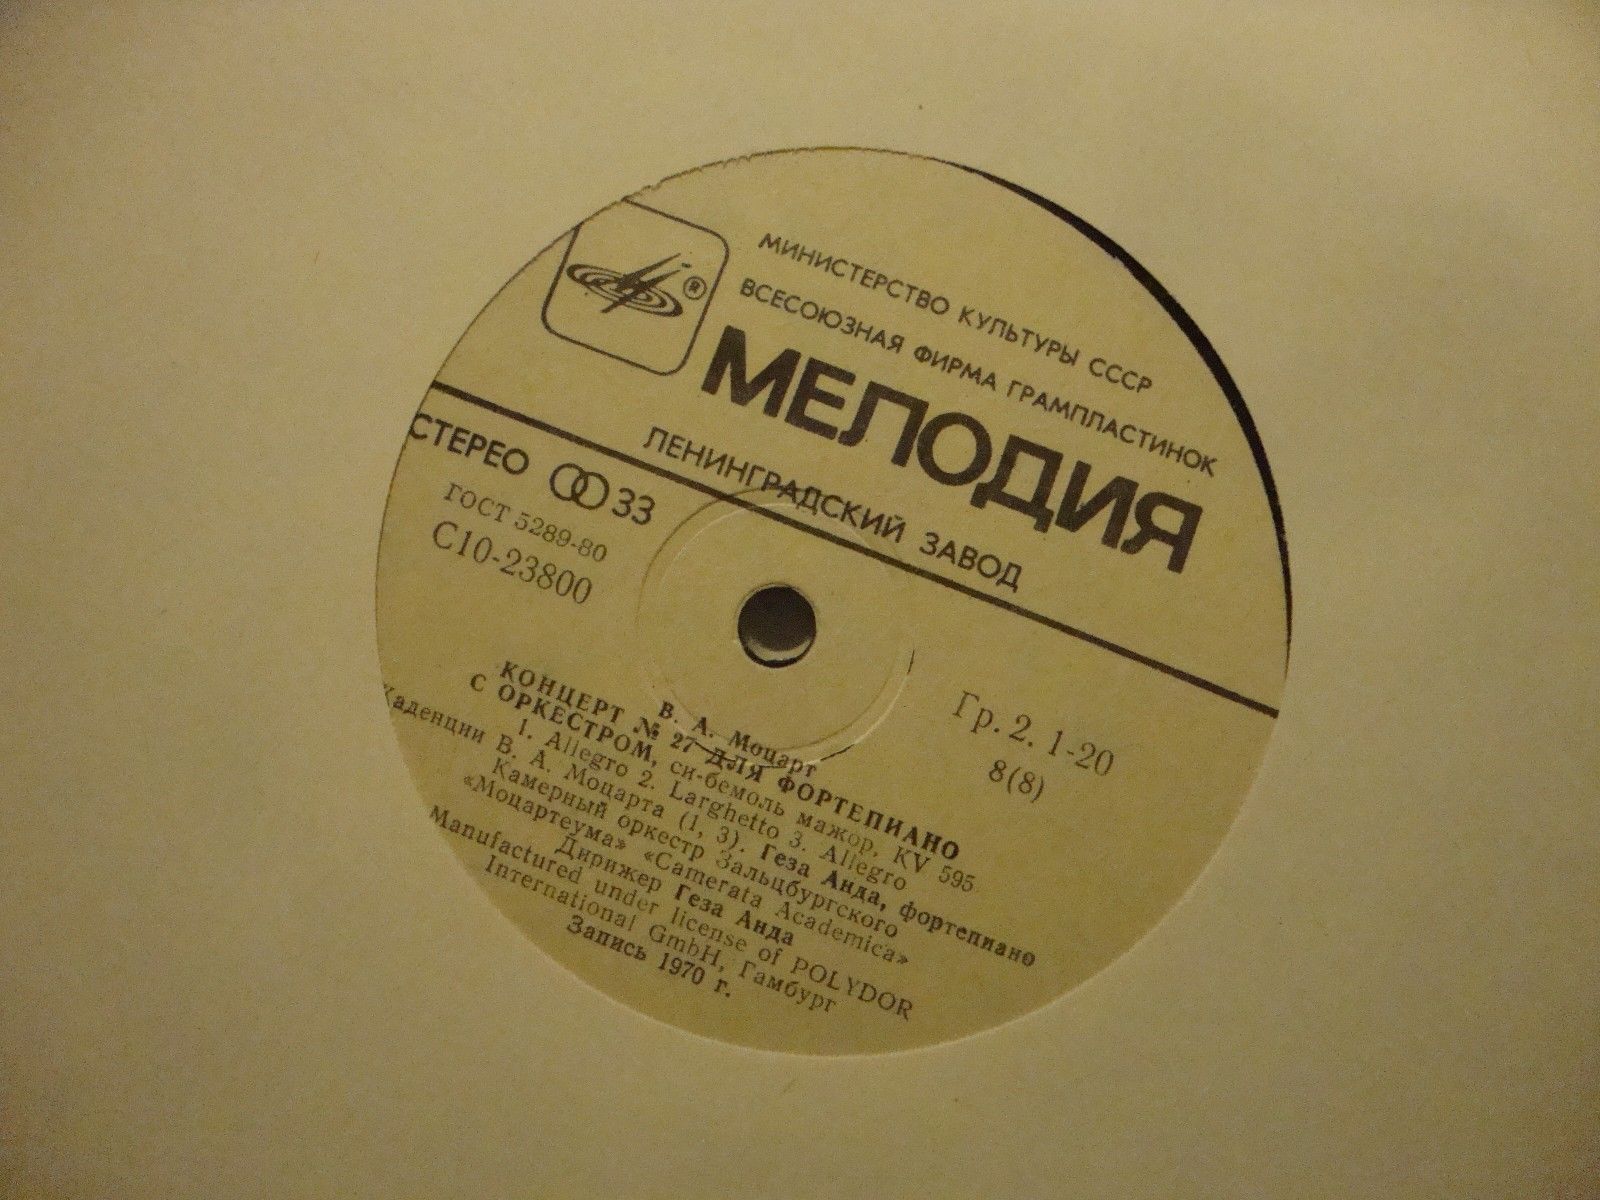 МИНИСТЕРСТВО КУЛЬТУРЫ СССР
ВСЕСОЮЗНАЯ ФИРМА ГРАМПЛАСТИНОК
®
МЕЛОДИЯ
ЛЕНИНГРАДСКИЙ ЗАВОД
СТЕРЕО 33
ГОСТ 5289-80
С10-23800
Гр. 2. 1-20
8(8)
В. А. Моцарт
КОНЦЕРТ № 27 ДЛЯ ФОРТЕПИАНО
С ОРКЕСТРОМ, си-бемоль мажор, KV 595
1. Allegro 2. Larghetto 3. Allegro
Каденции В. А. Моцарта (1, 3). Геза Анда, фортепиано
Камерный оркестр Зальцбургского
«Моцартеума» «Camerata Academica»
Дирижер Геза Анда
Manufactured under license of POLYDOR
International GmbH, Гамбург
Запись 1970 г.